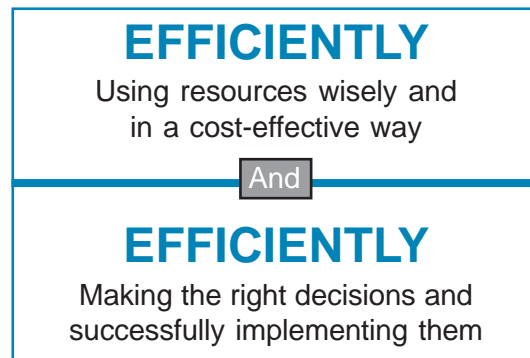 EFFICIENTLY
Using resources wisely and
in a cost-effective way
And
EFFICIENTLY
Making the right decisions and
successfully implementing them